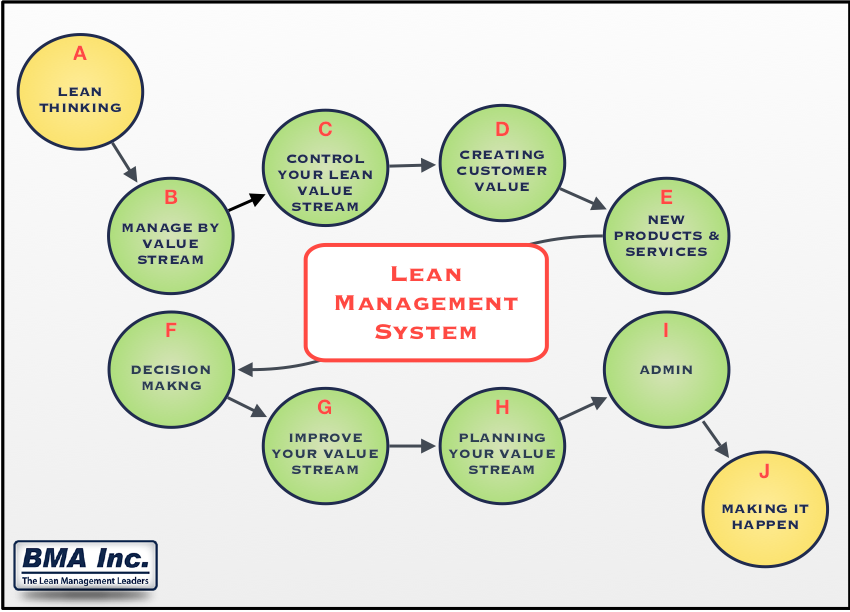 A
LEAN
THINKING
B
MANAGE BY
VALUE
STREAM
C
CONTROL
YOUR LEAN
VALUE
STREAM
D
CREATING
CUSTOMER
VALUE
E
NEW
PRODUCTS &
SERVICES
LEAN
MANAGEMENT
SYSTEM
F
DECISION
MAKNG
G
IMPROVE
YOUR VALUE
STREAM
H
PLANNING
YOUR VALUE
STREAM
I
ADMIN
J
MAKING IT
HAPPEN
BMA Inc.
The Lean Management Leaders